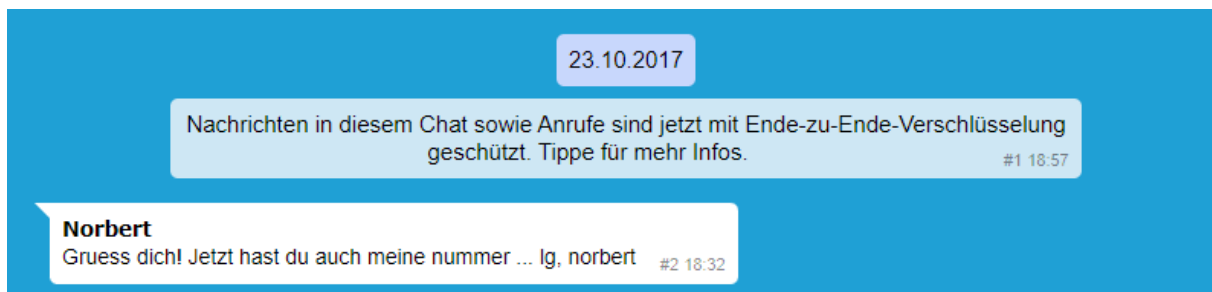 23.10.2017
Nachrichten in diesem Chat sowie Anrufe sind jetzt mit Ende-zu-Ende-Verschlüsselung
geschützt. Tippe für mehr Infos. #1 18:57
Norbert
Gruess dich! Jetzt hast du auch meine nummer ... lg, norbert #2 18:32